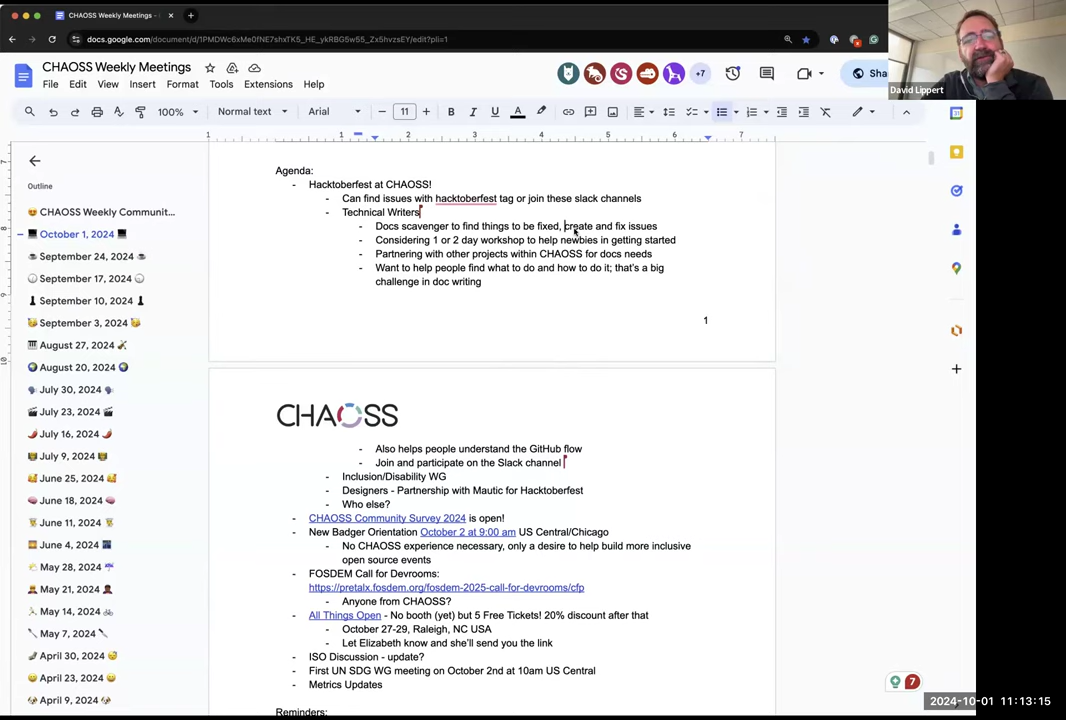 CHAOSS Weekly Meetings -
docs.google.com/document/d/1PMDWc6xMe0fNE7shxTK5_HE_ykRBG5w55_Zx5hvzsEY/edit?pli=1
CHAOSS Weekly Meetings
File Edit View Insert Format Tools Extensions Help
+7
Sha
David Lippert
100% Normal text Arial 11
1 1 2 3 4 5 6 7
Outline
CHAOSS Weekly Communit...
October 1, 2024
September 24, 2024
September 17, 2024
September 10, 2024
September 3, 2024
August 27, 2024
August 20, 2024
July 30, 2024
July 23, 2024
July 16, 2024
July 9, 2024
June 25, 2024
June 18, 2024
June 11, 2024
June 4, 2024
May 28, 2024
May 21, 2024
May 14, 2024
May 7, 2024
April 30, 2024
April 23, 2024
April 9, 2024
Agenda:
- Hacktoberfest at CHAOSS!
- Can find issues with hacktoberfest tag or join these slack channels
- Technical Writers
- Docs scavenger to find things to be fixed, create and fix issues
- Considering 1 or 2 day workshop to help newbies in getting started
- Partnering with other projects within CHAOSS for docs needs
- Want to help people find what to do and how to do it; that's a big
challenge in doc writing
1
CHAOSS
- Also helps people understand the GitHub flow
- Join and participate on the Slack channel
- Inclusion/Disability WG
- Designers - Partnership with Mautic for Hacktoberfest
- Who else?
- CHAOSS Community Survey 2024 is open!
- New Badger Orientation October 2 at 9:00 am US Central/Chicago
- No CHAOSS experience necessary, only a desire to help build more inclusive
open source events
- FOSDEM Call for Devrooms:
https://pretalx.fosdem.org/fosdem-2025-call-for-devrooms/cfp
- Anyone from CHAOSS?
- All Things Open - No booth (yet) but 5 Free Tickets! 20% discount after that
- October 27-29, Raleigh, NC USA
- Let Elizabeth know and she'll send you the link
- ISO Discussion - update?
- First UN SDG WG meeting on October 2nd at 10am US Central
- Metrics Updates
Reminders:
7
2024-10-01 11:13:15